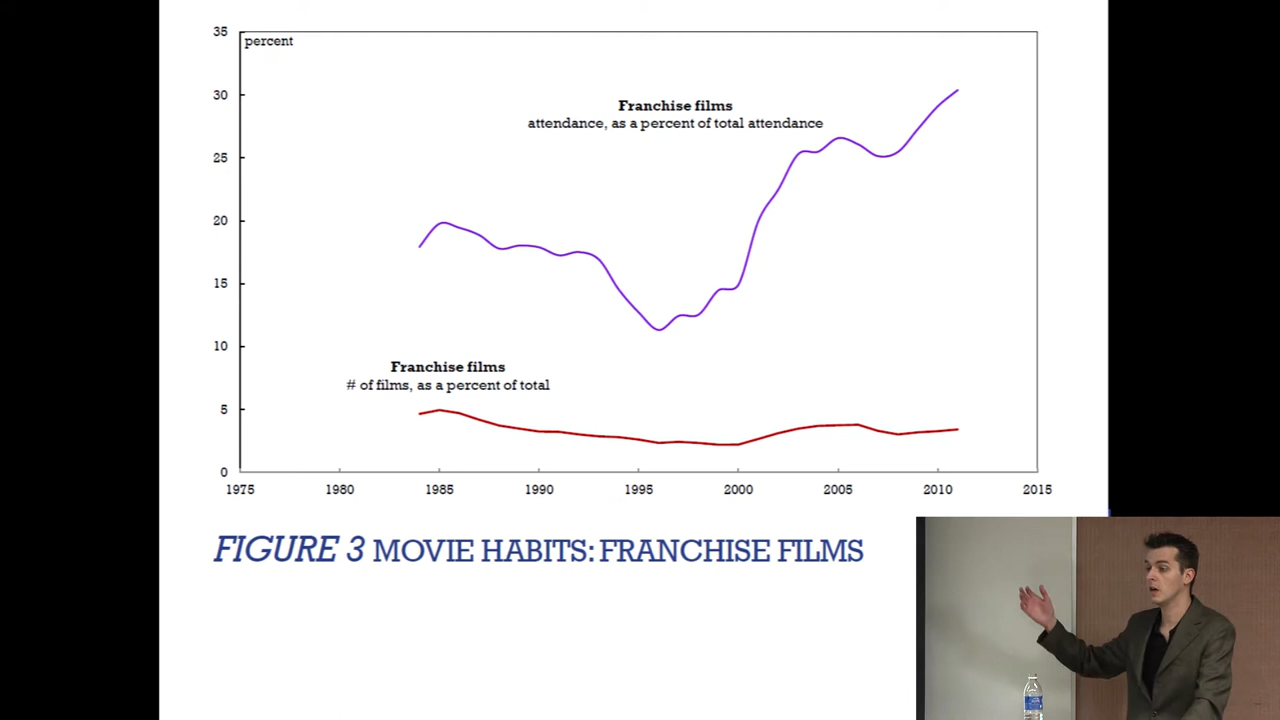 35
percent
30
25
20
15
10
5
0
Franchise films
attendance, as a percent of total attendance
Franchise films
# of films, as a percent of total
1975 1980 1985 1990 1995 2000 2005 2010 2015
FIGURE 3 MOVIE HABITS: FRANCHISE FILMS